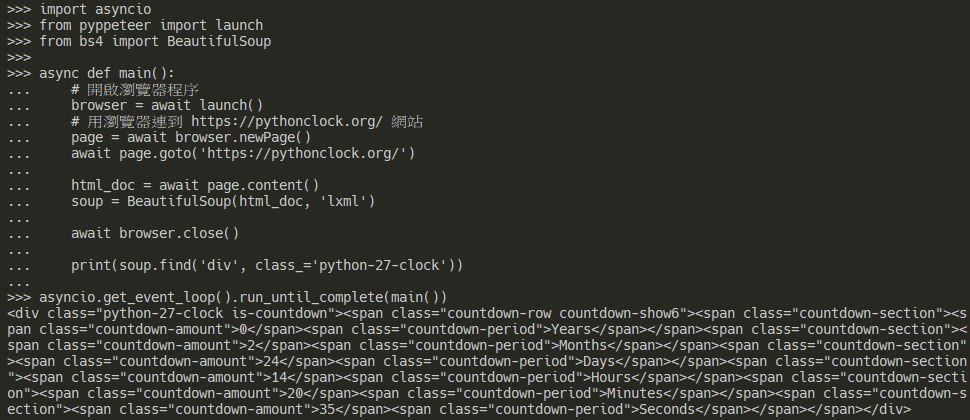 >>> import asyncio
>>> from pyppeteer import launch
>>> from bs4 import BeautifulSoup
>>>
>>> async def main():
...     # 開啟瀏覽器程序
...     browser = await launch()
...     # 用瀏覽器連到 https://pythonclock.org/ 網站
...     page = await browser.newPage()
...     await page.goto('https://pythonclock.org/')
...
...     html_doc = await page.content()
...     soup = BeautifulSoup(html_doc, 'lxml')
...
...     await browser.close()
...
...     print(soup.find('div', class_='python-27-clock'))
...
>>> asyncio.get_event_loop().run_until_complete(main())
<div class="python-27-clock is-countdown"><span class="countdown-row countdown-show6"><span class="countdown-section"><s
pan class="countdown-amount">0</span><span class="countdown-period">Years</span></span><span class="countdown-section"><
span class="countdown-amount">2</span><span class="countdown-period">Months</span></span><span class="countdown-section"
><span class="countdown-amount">24</span><span class="countdown-period">Days</span></span><span class="countdown-section
"><span class="countdown-amount">14</span><span class="countdown-period">Hours</span></span><span class="countdown-secti
on"><span class="countdown-amount">20</span><span class="countdown-period">Minutes</span></span><span class="countdown-s
ection"><span class="countdown-amount">35</span><span class="countdown-period">Seconds</span></span></span></div>